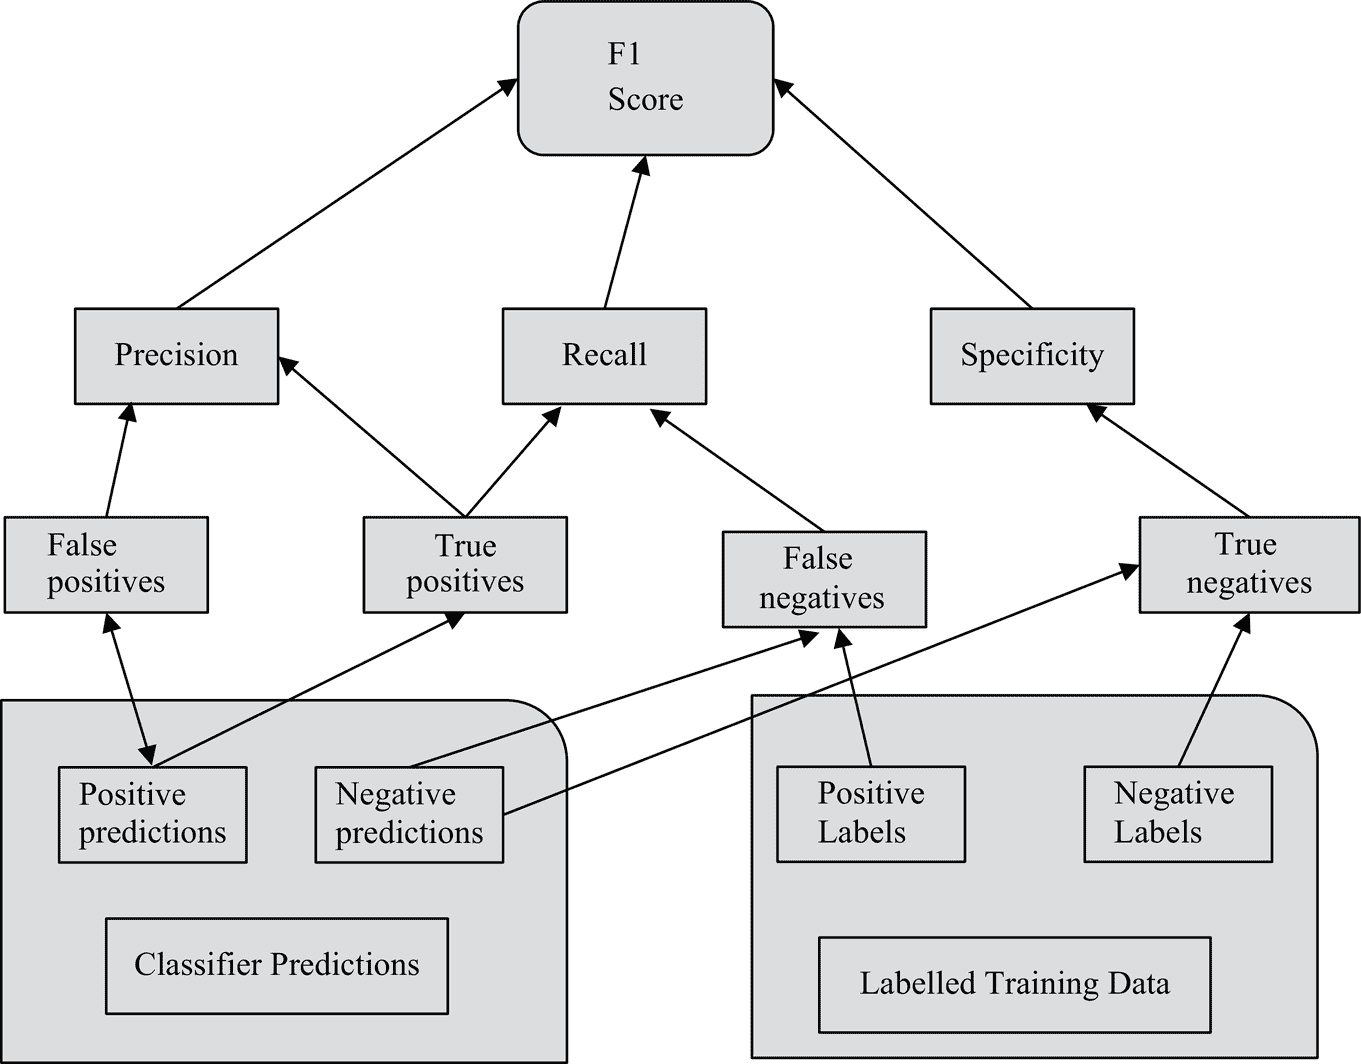 F1
Score
Precision
Recall
Specificity
False
positives
True
positives
False
negatives
True
negatives
Positive
predictions
Negative
predictions
Positive
Labels
Negative
Labels
Classifier Predictions
Labelled Training Data